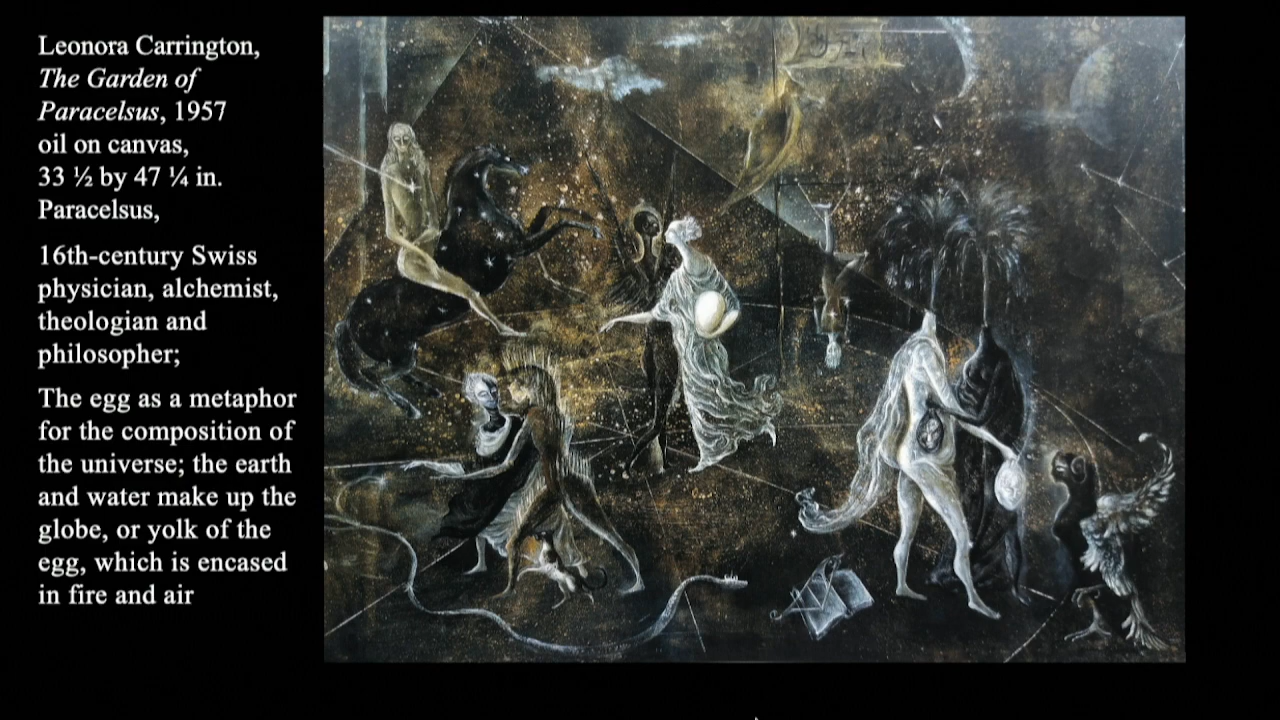 Leonora Carrington,
The Garden of
Paracelsus, 1957
oil on canvas,
33 ½ by 47 ¼ in.
Paracelsus,
16th-century Swiss
physician, alchemist,
theologian and
philosopher;
The egg as a metaphor
for the composition of
the universe; the earth
and water make up the
globe, or yolk of the
egg, which is encased
in fire and air